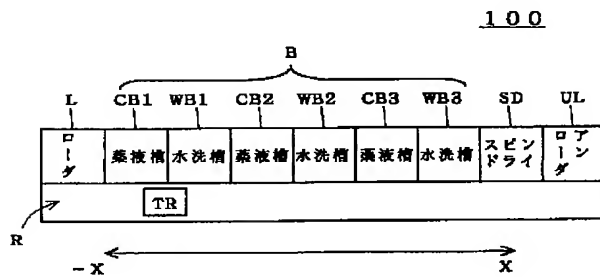 100
B
L CB1 WB1 CB2 WB2 CB3 WB3 SD UL
ローダ 薬液槽 水洗槽 薬液槽 水洗槽 薬液槽 水洗槽 スピンドライ アンローダ
TR
R
-X X